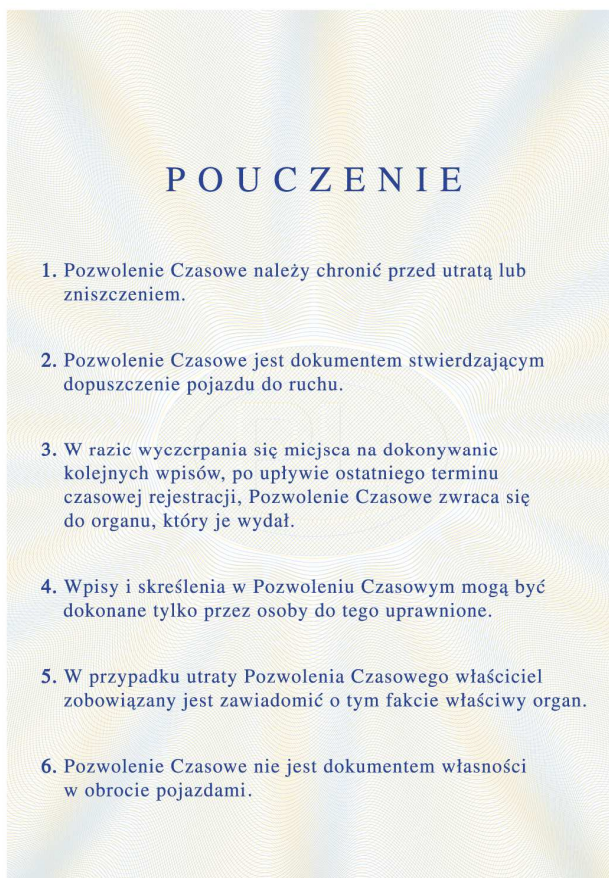 POUCZENIE
1. Pozwolenie Czasowe należy chronić przed utratą lub
zniszczeniem.
2. Pozwolenie Czasowe jest dokumentem stwierdzającym
dopuszczenie pojazdu do ruchu.
3. W razie wyczerpania się miejsca na dokonywanie
kolejnych wpisów, po upływie ostatniego terminu
czasowej rejestracji, Pozwolenie Czasowe zwraca się
do organu, który je wydał.
4. Wpisy i skreślenia w Pozwoleniu Czasowym mogą być
dokonane tylko przez osoby do tego uprawnione.
5. W przypadku utraty Pozwolenia Czasowego właściciel
zobowiązany jest zawiadomić o tym fakcie właściwy organ.
6. Pozwolenie Czasowe nie jest dokumentem własności
w obrocie pojazdami.